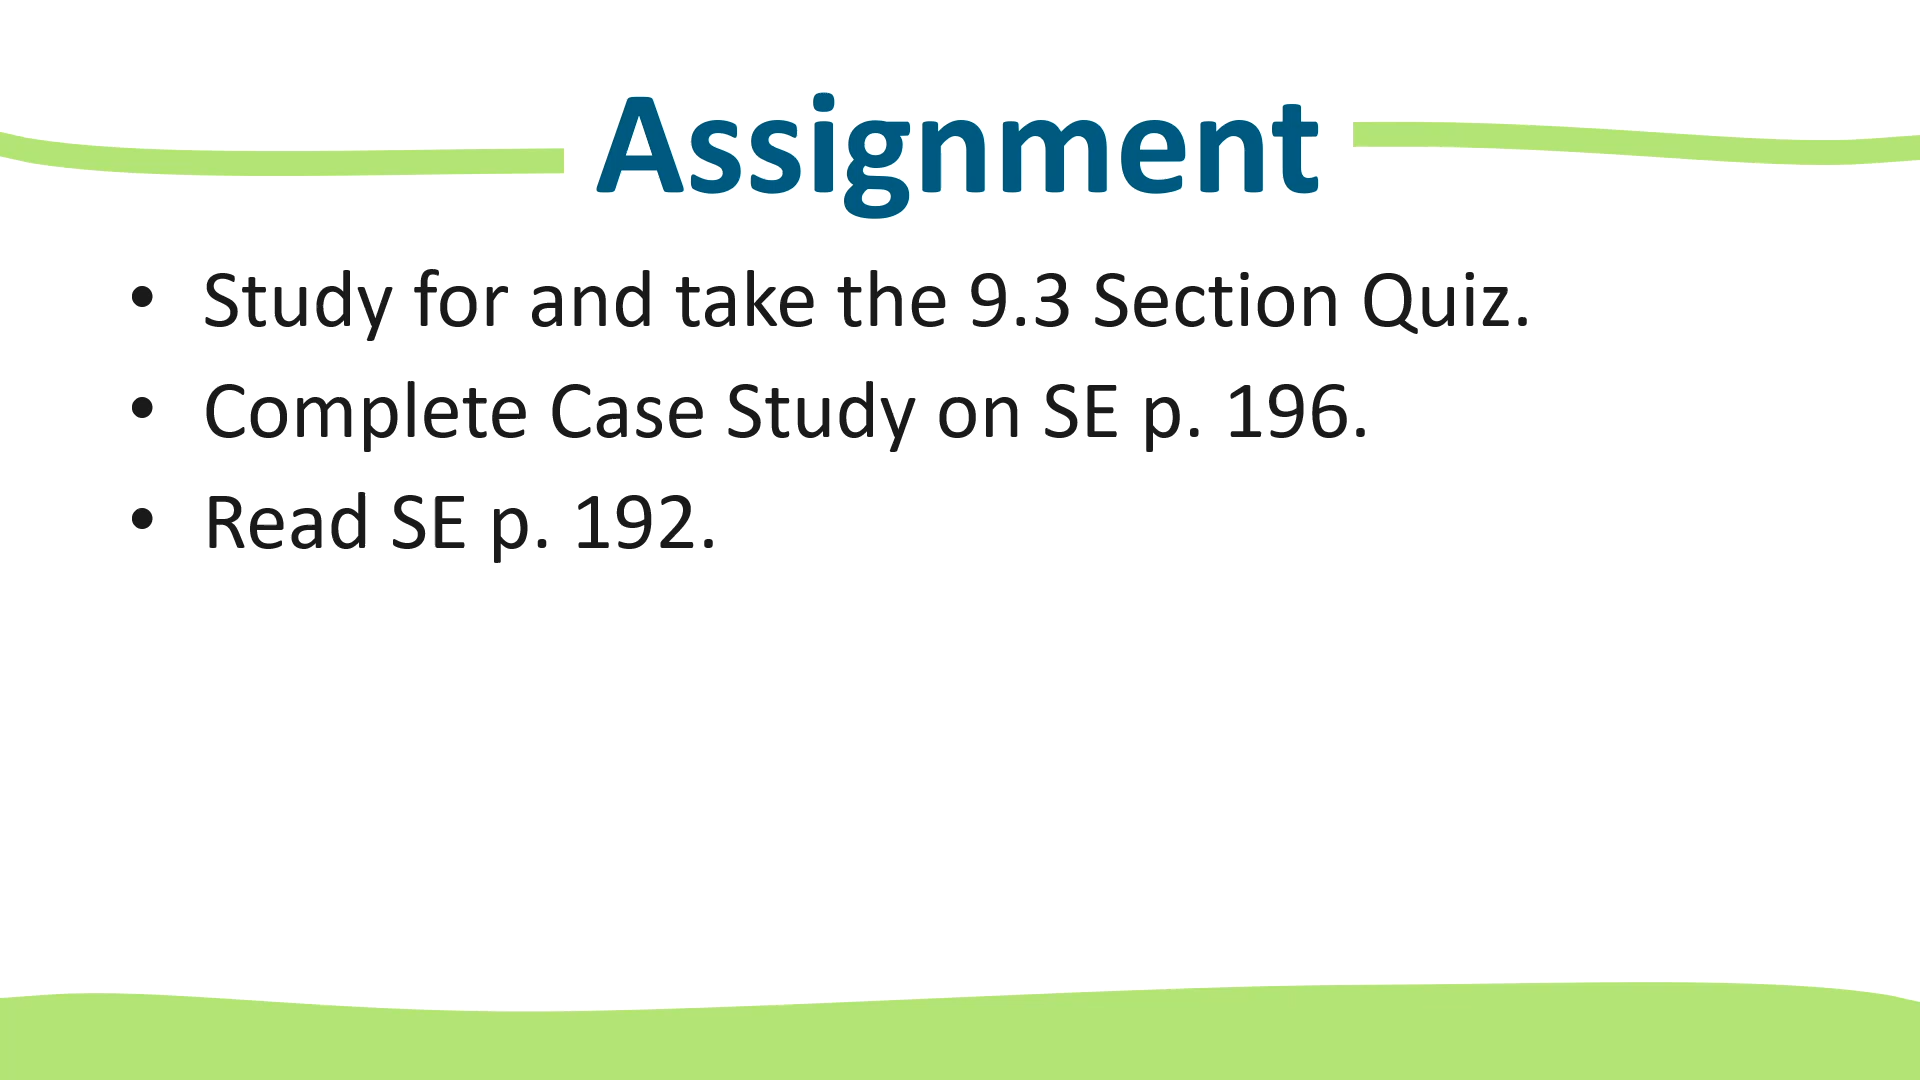 Assignment
• Study for and take the 9.3 Section Quiz.
• Complete Case Study on SE p. 196.
• Read SE p. 192.